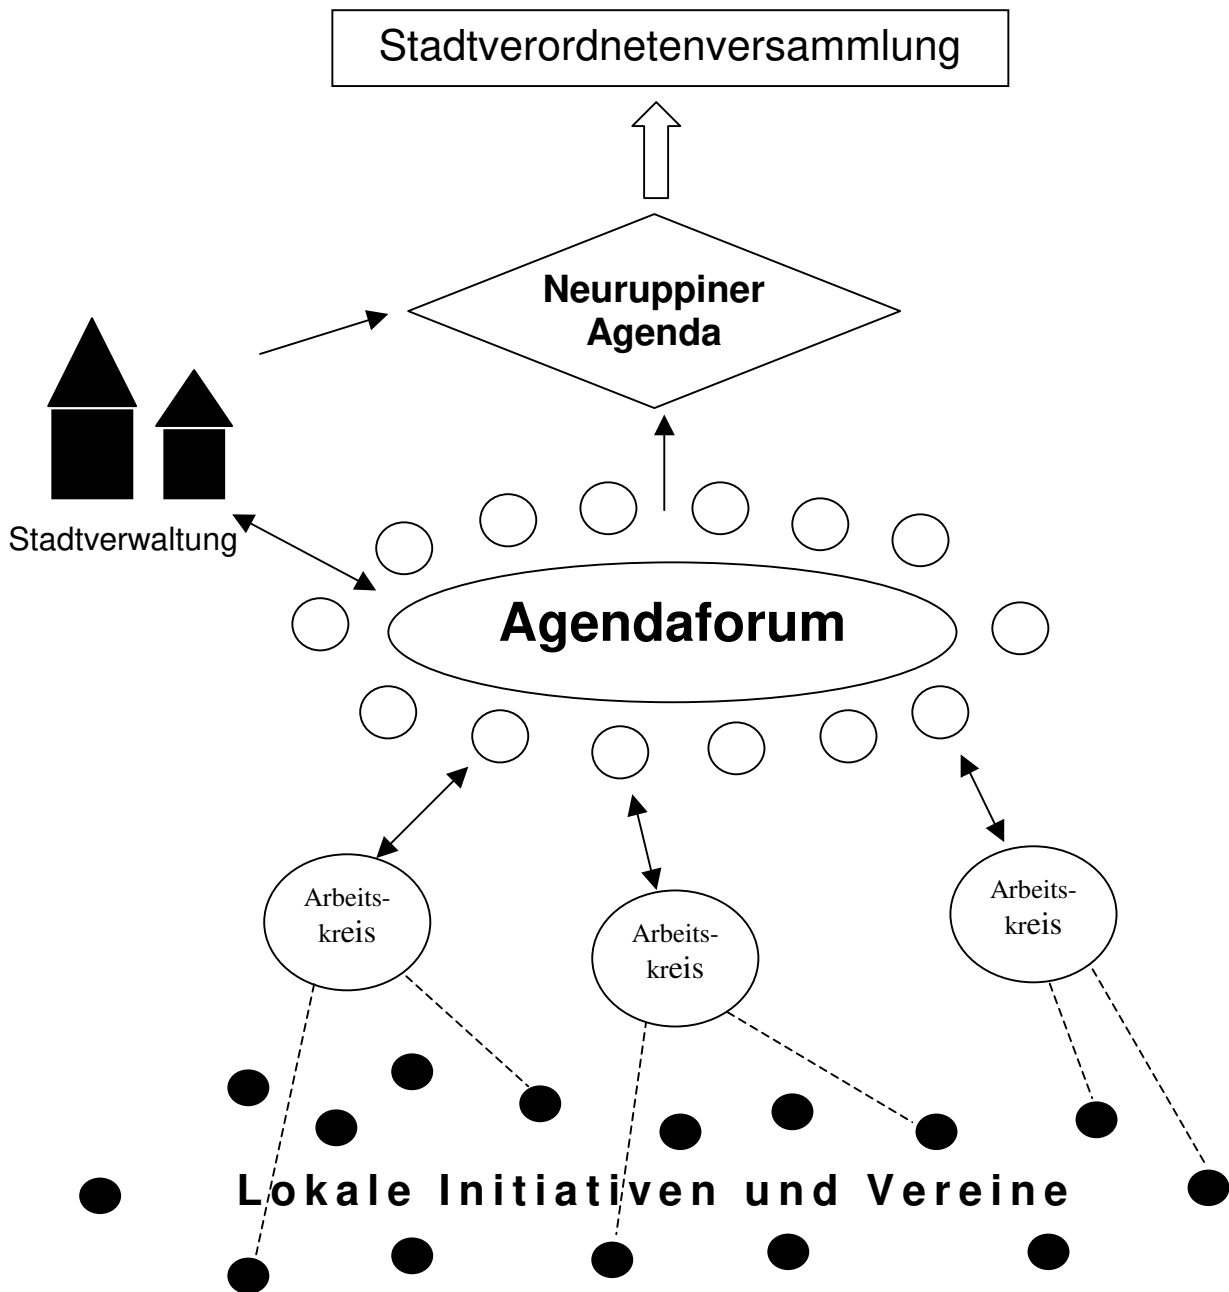 Stadtverordnetenversammlung
Neuruppiner
Agenda
Stadtverwaltung
Agendaforum
Arbeits-
kreis
Arbeits-
kreis
Arbeits-
kreis
Lokale Initiativen und Vereine